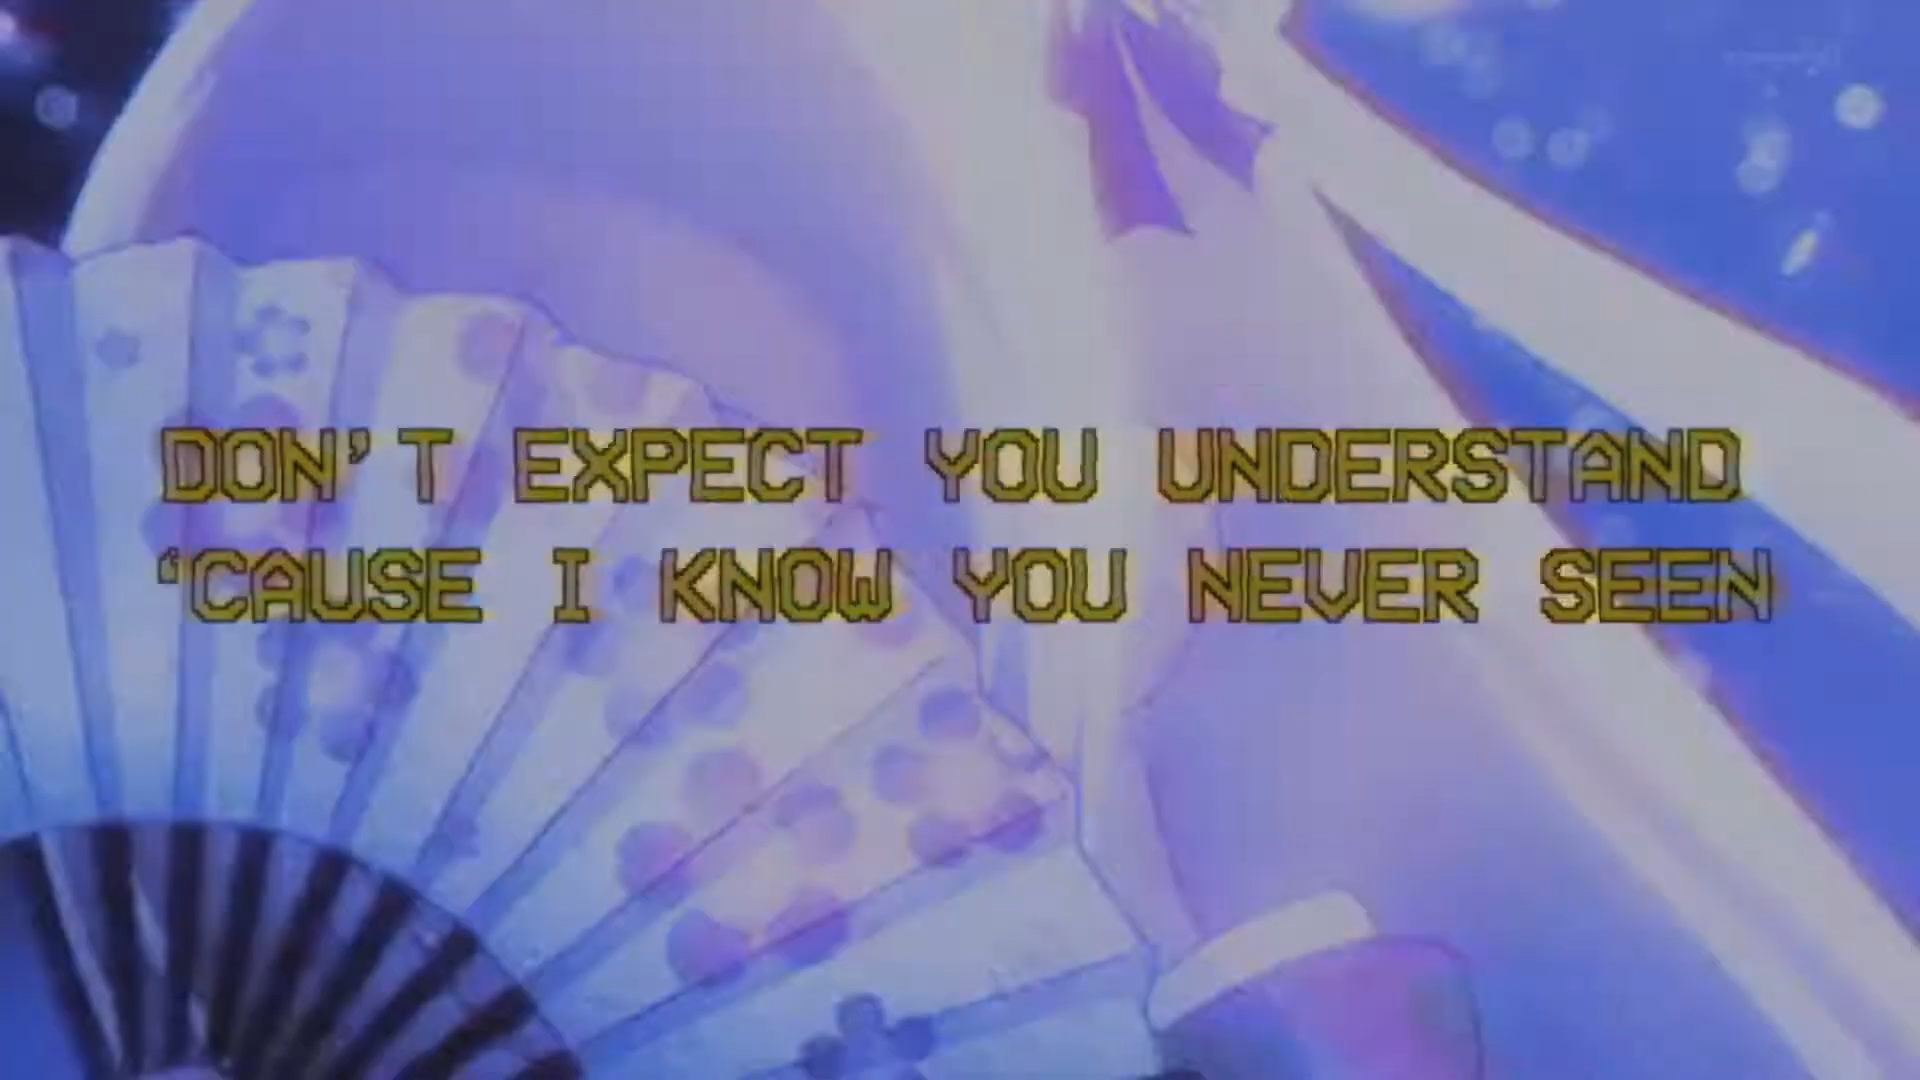 DON'T EXPECT YOU UNDERSTAND
'CAUSE I KNOW YOU NEVER SEEN